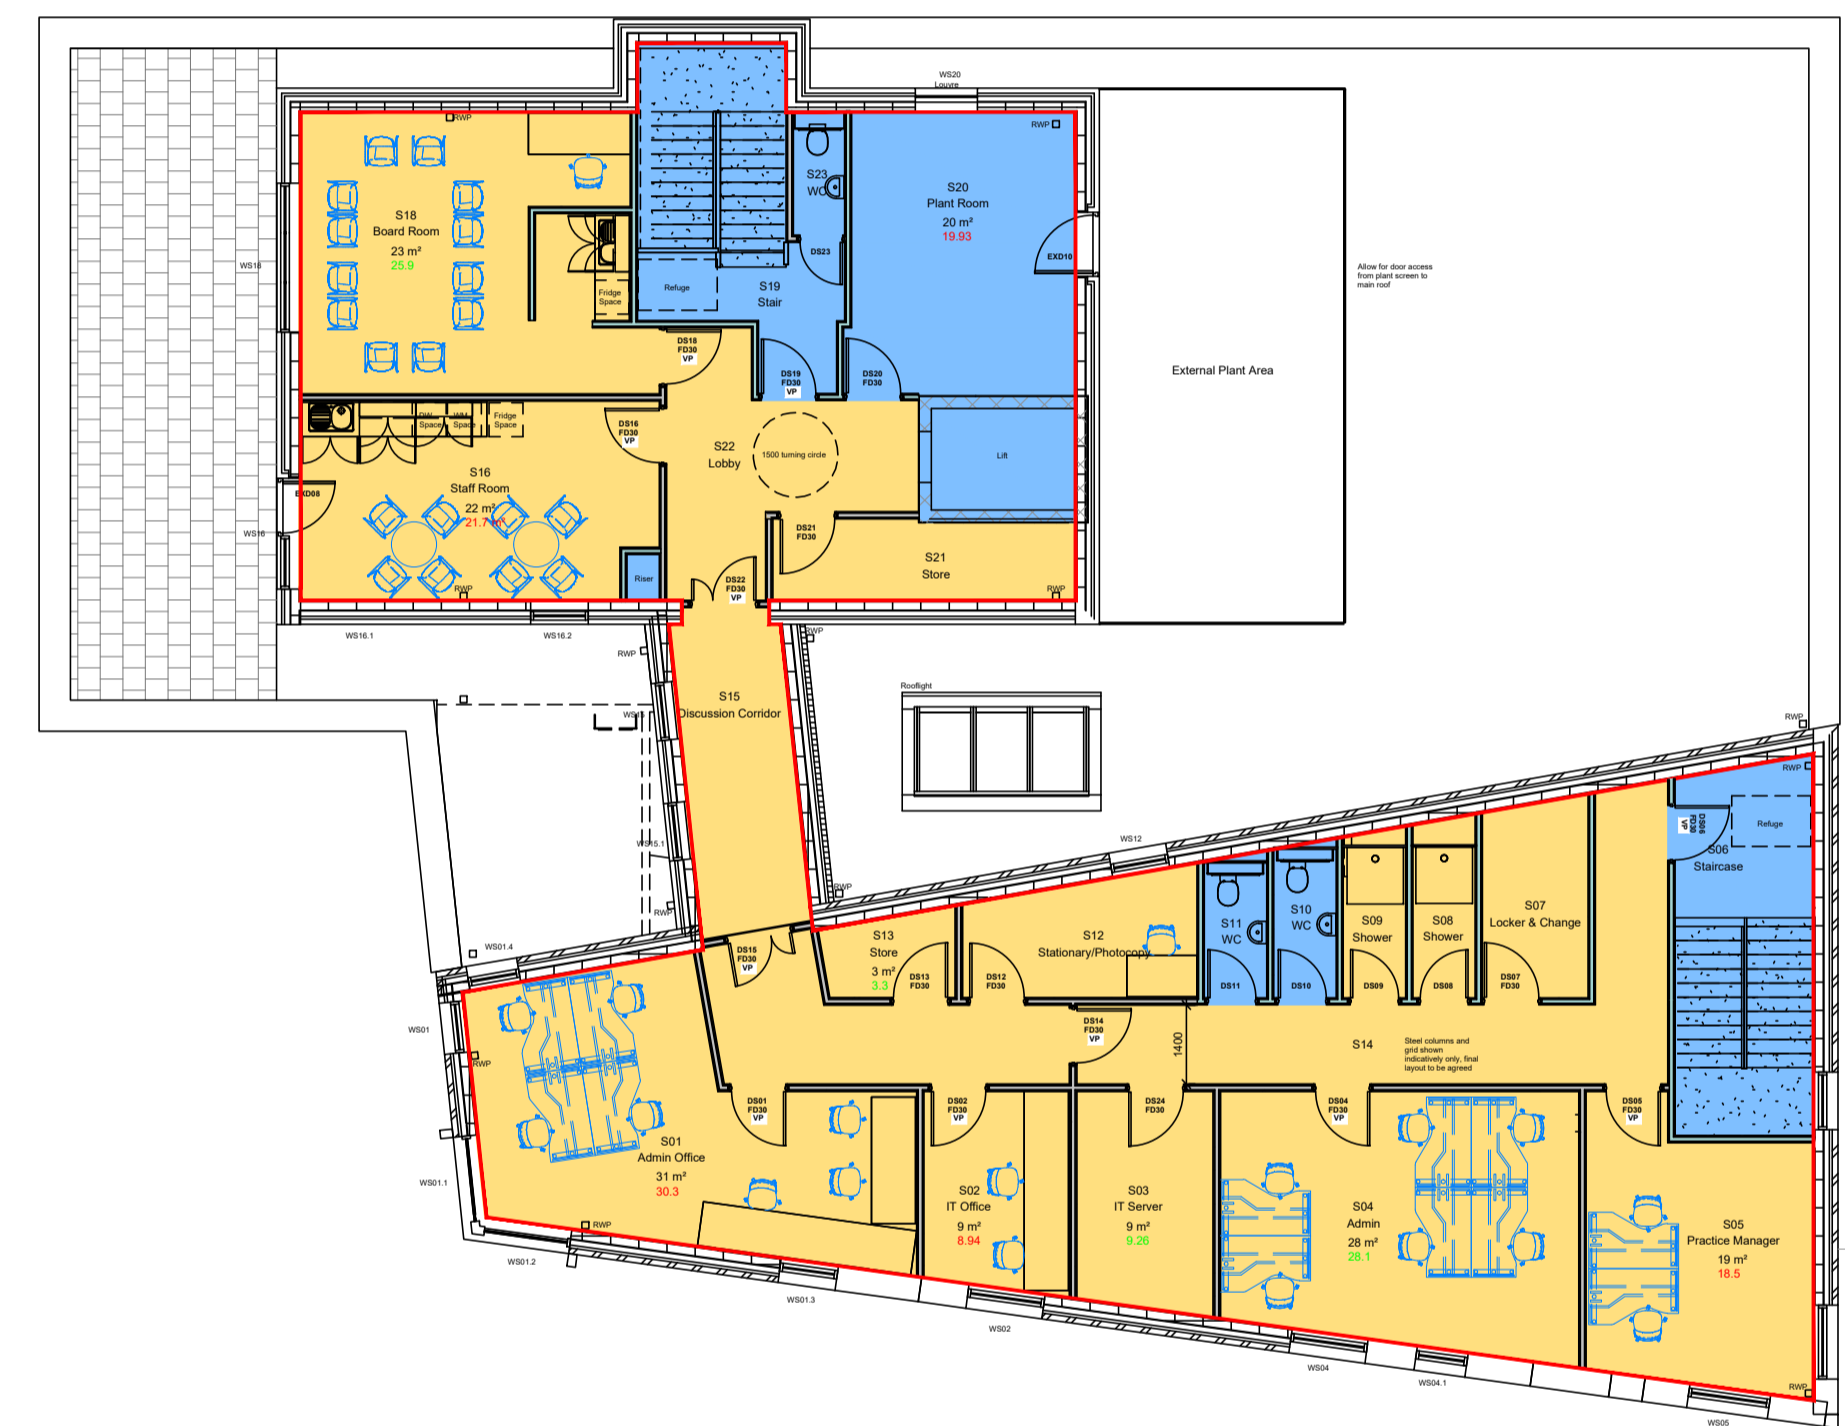 WS20
Louvre
RWP
RWP
S23
WC
S20
Plant Room
20 m²
19.93
S18
Board Room
23 m²
25.9
DS23
EXD10
WS18
Allow for door access
from plant screen to
main roof
Refuge
S19
Stair
Fridge
Space
DS18
FD30
VP
DS19
FD30
VP
DS20
FD30
External Plant Area
DW
Space
WM
Space
Fridge
Space
DS16
FD30
VP
S22
Lobby
1500 turning circle
Lift
S16
Staff Room
22 m²
21.7 m²
EXD08
WS16
DS21
FD30
S21
Store
Riser
DS22
FD30
VP
RWP
RWP
WS16.1
WS16.2
RWP
RWP
S15
Discussion Corridor
WS15
Rooflight
RWP
RWP
WS15.1
WS12
DS06
FD30
VP
Refuge
S06
Staircase
RWP
RWP
S07
Locker & Change
S08
Shower
S09
Shower
S10
WC
S11
WC
S12
Stationary/Photocopy
S13
Store
3 m²
3.3
WS01.4
DS15
FD30
VP
DS13
FD30
DS12
FD30
DS11
DS10
DS09
DS08
DS07
FD30
WS01
RWP
DS14
FD30
VP
1400
S14
Steel columns and
grid shown
indicatively only, final
layout to be agreed
DS01
FD30
VP
DS02
FD30
VP
DS24
FD30
DS04
FD30
VP
DS05
FD30
VP
S01
Admin Office
31 m²
30.3
WS01.1
S02
IT Office
9 m²
8.94
S03
IT Server
9 m²
9.26
S04
Admin
28 m²
28.1
S05
Practice Manager
19 m²
18.5
RWP
WS01.2
WS01.3
WS02
WS04
WS04.1
RWP
WS05